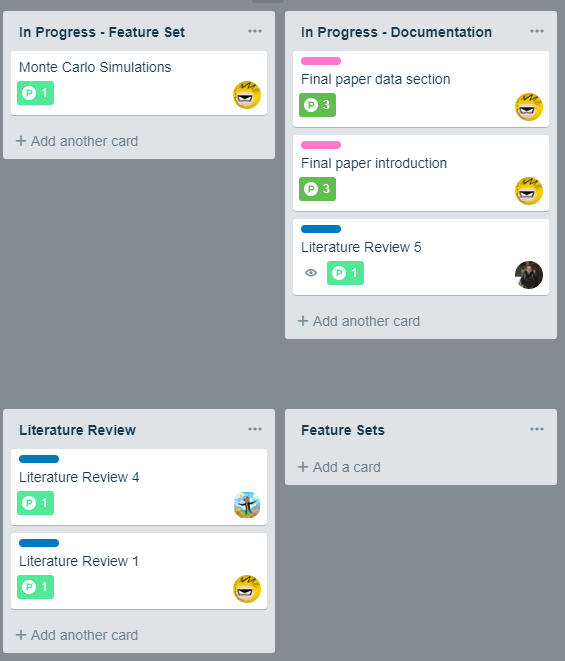 In Progress - Feature Set
Monte Carlo Simulations
P 1
+ Add another card
In Progress - Documentation
Final paper data section
P 3
Final paper introduction
P 3
Literature Review 5
P 1
+ Add another card
Literature Review
Literature Review 4
P 1
Literature Review 1
P 1
+ Add another card
Feature Sets
+ Add a card